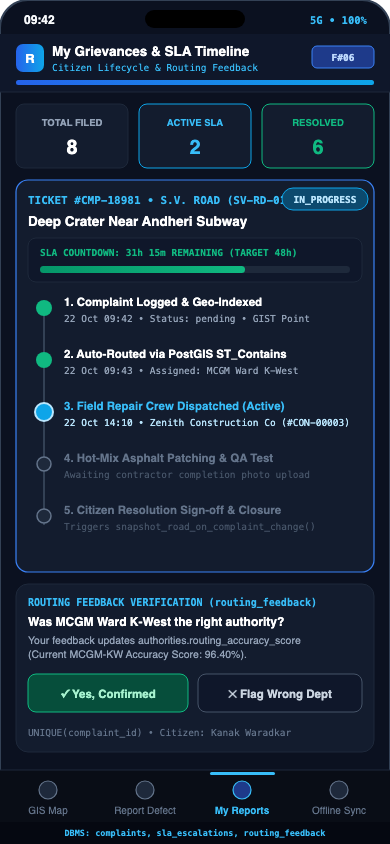 09:42
5G • 100%
R
My Grievances & SLA Timeline
Citizen Lifecycle & Routing Feedback
F#06
TOTAL FILED
8
ACTIVE SLA
2
RESOLVED
6
TICKET #CMP-18981 • S.V. ROAD (SV-RD-01
IN_PROGRESS
Deep Crater Near Andheri Subway
SLA COUNTDOWN: 31h 15m REMAINING (TARGET 48h)
1. Complaint Logged & Geo-Indexed
22 Oct 09:42 • Status: pending • GIST Point
2. Auto-Routed via PostGIS ST_Contains
22 Oct 09:43 • Assigned: MCGM Ward K-West
3. Field Repair Crew Dispatched (Active)
22 Oct 14:10 • Zenith Construction Co (#CON-00003)
4. Hot-Mix Asphalt Patching & QA Test
Awaiting contractor completion photo upload
5. Citizen Resolution Sign-off & Closure
Triggers snapshot_road_on_complaint_change()
ROUTING FEEDBACK VERIFICATION (routing_feedback)
Was MCGM Ward K-West the right authority?
Your feedback updates authorities.routing_accuracy_score
(Current MCGM-KW Accuracy Score: 96.40%).
✓ Yes, Confirmed
✕ Flag Wrong Dept
UNIQUE(complaint_id) • Citizen: Kanak Waradkar
GIS Map
Report Defect
My Reports
Offline Sync
DBMS: complaints, sla_escalations, routing_feedback